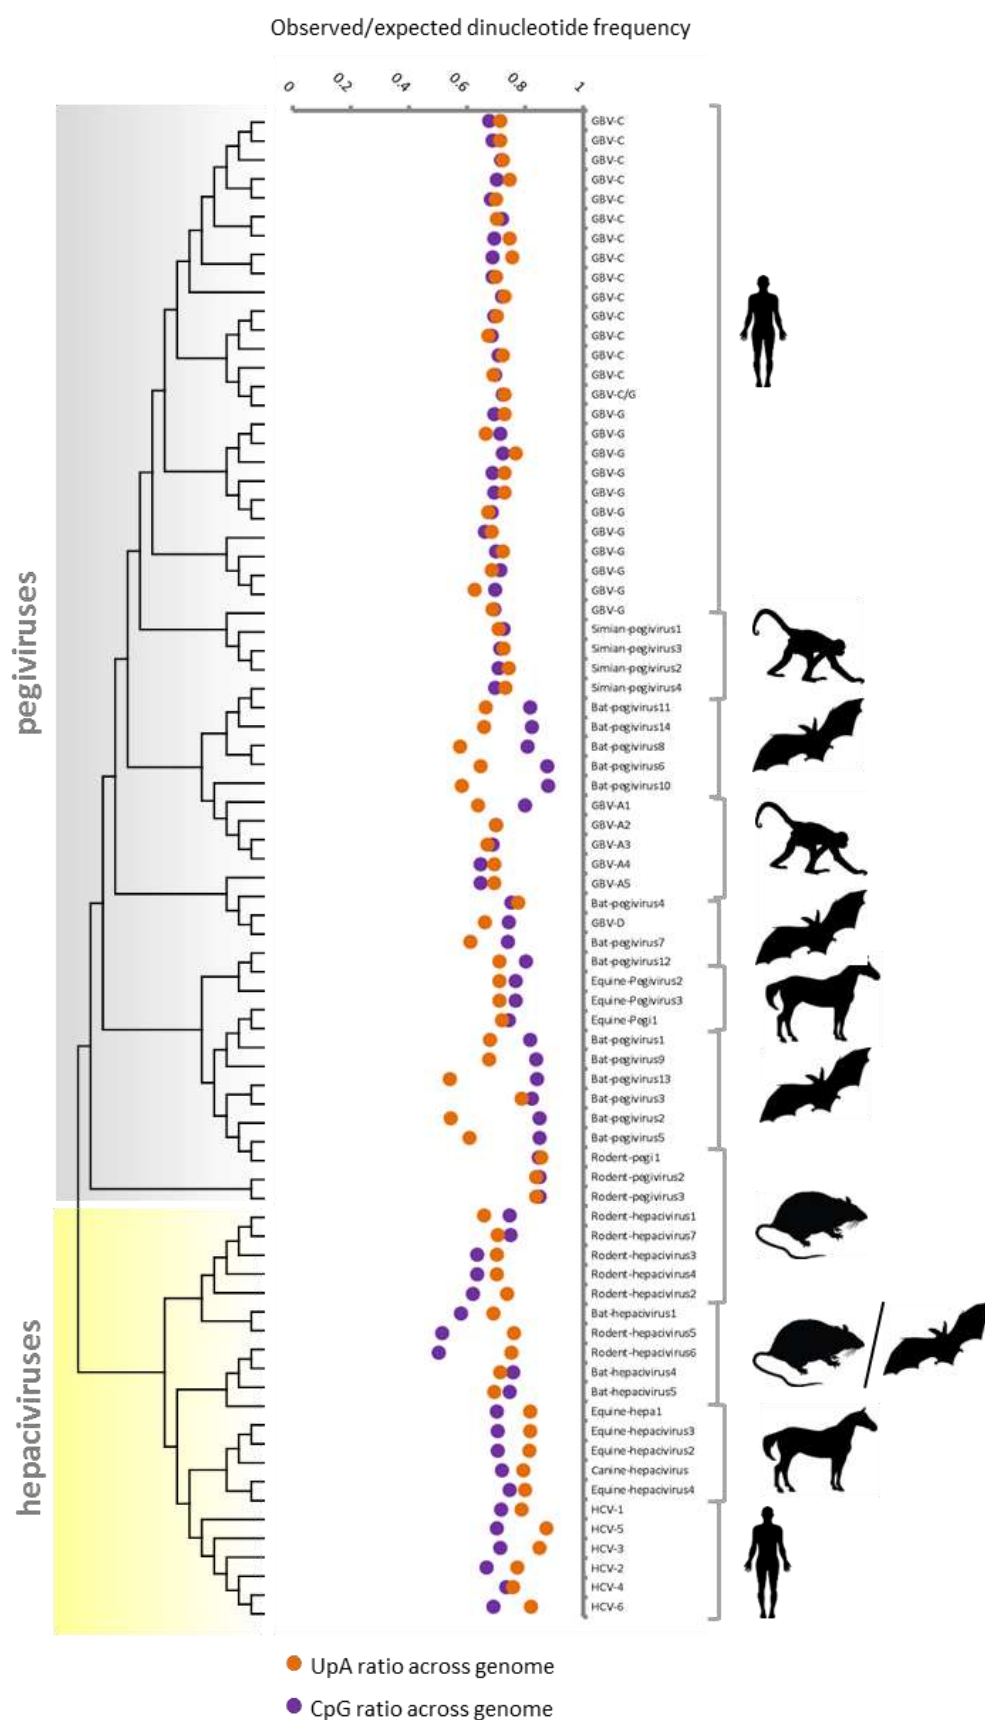 Observed/expected dinucleotide frequency
0 0.2 0.4 0.6 0.8 1
GBV-C
GBV-C
GBV-C
GBV-C
GBV-C
GBV-C
GBV-C
GBV-C
GBV-C
GBV-C
GBV-C
GBV-C
GBV-C
GBV-C
GBV-C/G
GBV-G
GBV-G
GBV-G
GBV-G
GBV-G
GBV-G
GBV-G
GBV-G
GBV-G
GBV-G
GBV-G
Simian-pegivirus1
Simian-pegivirus3
Simian-pegivirus2
Simian-pegivirus4
Bat-pegivirus11
Bat-pegivirus14
Bat-pegivirus8
Bat-pegivirus6
Bat-pegivirus10
GBV-A1
GBV-A2
GBV-A3
GBV-A4
GBV-A5
Bat-pegivirus4
GBV-D
Bat-pegivirus7
Bat-pegivirus12
Equine-Pegivirus2
Equine-Pegivirus3
Equine-Pegi1
Bat-pegivirus1
Bat-pegivirus9
Bat-pegivirus13
Bat-pegivirus3
Bat-pegivirus2
Bat-pegivirus5
Rodent-pegi1
Rodent-pegivirus2
Rodent-pegivirus3
Rodent-hepacivirus1
Rodent-hepacivirus7
Rodent-hepacivirus3
Rodent-hepacivirus4
Rodent-hepacivirus2
Bat-hepacivirus1
Rodent-hepacivirus5
Rodent-hepacivirus6
Bat-hepacivirus4
Bat-hepacivirus5
Equine-hepa1
Equine-hepacivirus3
Equine-hepacivirus2
Canine-hepacivirus
Equine-hepacivirus4
HCV-1
HCV-5
HCV-3
HCV-2
HCV-4
HCV-6
pegiviruses
hepaciviruses
UpA ratio across genome
CpG ratio across genome